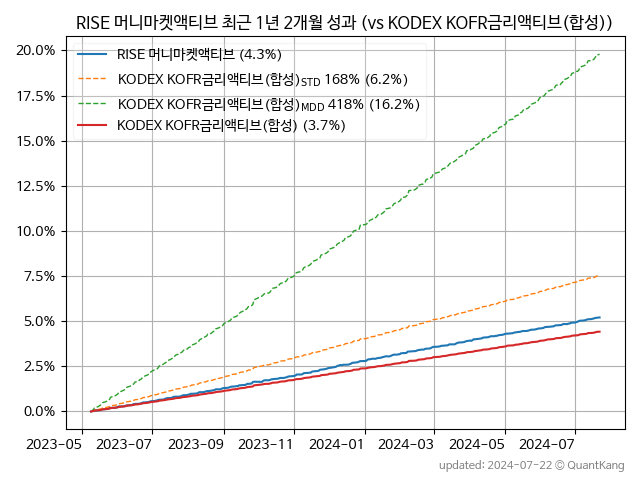 RISE 머니마켓액티브 최근 1년 2개월 성과 (vs KODEX KOFR금리액티브(합성))
20.0%
17.5%
15.0%
12.5%
10.0%
7.5%
5.0%
2.5%
0.0%
RISE 머니마켓액티브 (4.3%)
KODEX KOFR금리액티브(합성)STD 168% (6.2%)
KODEX KOFR금리액티브(합성)MDD 418% (16.2%)
KODEX KOFR금리액티브(합성) (3.7%)
2023-05 2023-07 2023-09 2023-11 2024-01 2024-03 2024-05 2024-07
updated: 2024-07-22 © QuantKang